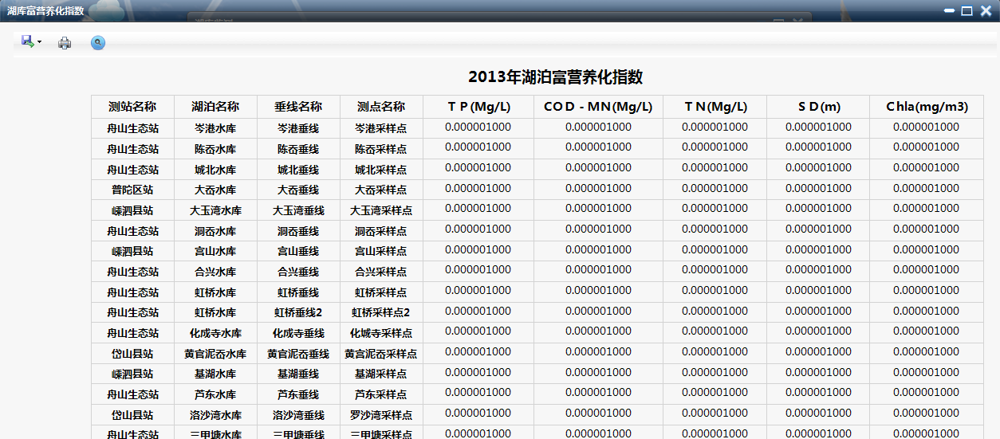 湖库富营养化指数
2013年湖泊富营养化指数
测站名称 湖泊名称 垂线名称 测点名称 T P(Mg/L) COD - MN(Mg/L) T N(Mg/L) S D(m) Chla(mg/m3)
舟山生态站 岑港水库 岑港垂线 岑港采样点 0.000001000 0.000001000 0.000001000 0.000001000 0.000001000
舟山生态站 陈岙水库 陈岙垂线 陈岙采样点 0.000001000 0.000001000 0.000001000 0.000001000 0.000001000
舟山生态站 城北水库 城北垂线 城北采样点 0.000001000 0.000001000 0.000001000 0.000001000 0.000001000
普陀区站 大岙水库 大岙垂线 大岙采样点 0.000001000 0.000001000 0.000001000 0.000001000 0.000001000
嵊泗县站 大玉湾水库 大玉湾垂线 大玉湾采样点 0.000001000 0.000001000 0.000001000 0.000001000 0.000001000
舟山生态站 洞岙水库 洞岙垂线 洞岙采样点 0.000001000 0.000001000 0.000001000 0.000001000 0.000001000
嵊泗县站 宫山水库 宫山垂线 宫山采样点 0.000001000 0.000001000 0.000001000 0.000001000 0.000001000
舟山生态站 合兴水库 合兴垂线 合兴采样点 0.000001000 0.000001000 0.000001000 0.000001000 0.000001000
舟山生态站 虹桥水库 虹桥垂线 虹桥采样点 0.000001000 0.000001000 0.000001000 0.000001000 0.000001000
舟山生态站 虹桥水库 虹桥垂线2 虹桥采样点2 0.000001000 0.000001000 0.000001000 0.000001000 0.000001000
舟山生态站 化成寺水库 化成寺垂线 化城寺采样点 0.000001000 0.000001000 0.000001000 0.000001000 0.000001000
岱山县站 黄官泥岙水库 黄官泥岙垂线 黄宫泥岙采样点 0.000001000 0.000001000 0.000001000 0.000001000 0.000001000
嵊泗县站 基湖水库 基湖垂线 基湖采样点 0.000001000 0.000001000 0.000001000 0.000001000 0.000001000
舟山生态站 芦东水库 芦东垂线 芦东采样点 0.000001000 0.000001000 0.000001000 0.000001000 0.000001000
岱山县站 洛沙湾水库 洛沙湾垂线 罗沙湾采样点 0.000001000 0.000001000 0.000001000 0.000001000 0.000001000
舟山生态站 三甲塘水库 三甲塘垂线 三甲塘采样点 0.000001000 0.000001000 0.000001000 0.000001000 0.000001000